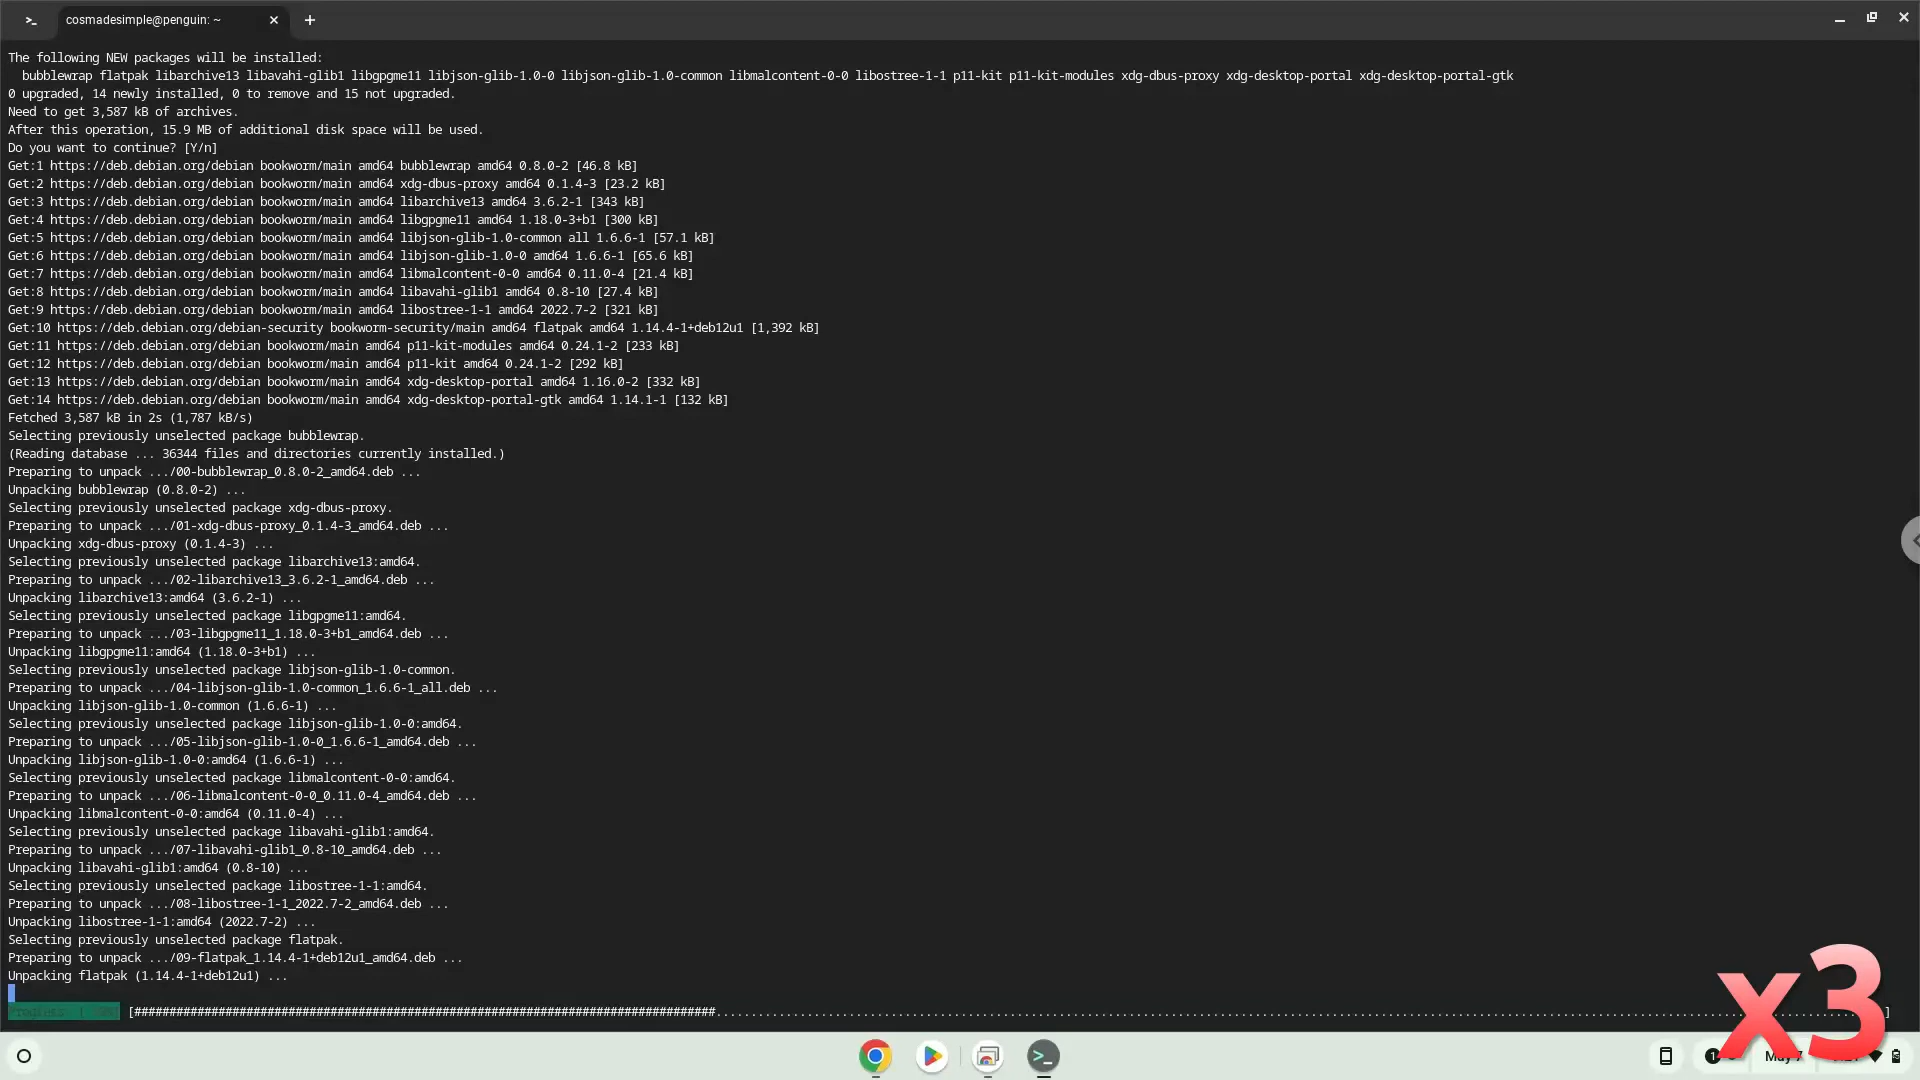 cosmadesimple@penguin: ~
The following NEW packages will be installed:
bubblewrap flatpak libarchive13 libavahi-glib1 libgpgme11 libjson-glib-1.0-0 libjson-glib-1.0-common libmalcontent-0-0 libostree-1-1 p11-kit p11-kit-modules xdg-dbus-proxy xdg-desktop-portal xdg-desktop-portal-gtk
0 upgraded, 14 newly installed, 0 to remove and 15 not upgraded.
Need to get 3,587 kB of archives.
After this operation, 15.9 MB of additional disk space will be used.
Do you want to continue? [Y/n]
Get:1 https://deb.debian.org/debian bookworm/main amd64 bubblewrap amd64 0.8.0-2 [46.8 kB]
Get:2 https://deb.debian.org/debian bookworm/main amd64 xdg-dbus-proxy amd64 0.1.4-3 [23.2 kB]
Get:3 https://deb.debian.org/debian bookworm/main amd64 libarchive13 amd64 3.6.2-1 [343 kB]
Get:4 https://deb.debian.org/debian bookworm/main amd64 libgpgme11 amd64 1.18.0-3+b1 [300 kB]
Get:5 https://deb.debian.org/debian bookworm/main amd64 libjson-glib-1.0-common all 1.6.6-1 [57.1 kB]
Get:6 https://deb.debian.org/debian bookworm/main amd64 libjson-glib-1.0-0 amd64 1.6.6-1 [65.6 kB]
Get:7 https://deb.debian.org/debian bookworm/main amd64 libmalcontent-0-0 amd64 0.11.0-4 [21.4 kB]
Get:8 https://deb.debian.org/debian bookworm/main amd64 libavahi-glib1 amd64 0.8-10 [27.4 kB]
Get:9 https://deb.debian.org/debian bookworm/main amd64 libostree-1-1 amd64 2022.7-2 [321 kB]
Get:10 https://deb.debian.org/debian-security bookworm-security/main amd64 flatpak amd64 1.14.4-1+deb12u1 [1,392 kB]
Get:11 https://deb.debian.org/debian bookworm/main amd64 p11-kit-modules amd64 0.24.1-2 [233 kB]
Get:12 https://deb.debian.org/debian bookworm/main amd64 p11-kit amd64 0.24.1-2 [292 kB]
Get:13 https://deb.debian.org/debian bookworm/main amd64 xdg-desktop-portal amd64 1.16.0-2 [332 kB]
Get:14 https://deb.debian.org/debian bookworm/main amd64 xdg-desktop-portal-gtk amd64 1.14.1-1 [132 kB]
Fetched 3,587 kB in 2s (1,787 kB/s)
Selecting previously unselected package bubblewrap.
(Reading database ... 36344 files and directories currently installed.)
Preparing to unpack .../00-bubblewrap_0.8.0-2_amd64.deb ...
Unpacking bubblewrap (0.8.0-2) ...
Selecting previously unselected package xdg-dbus-proxy.
Preparing to unpack .../01-xdg-dbus-proxy_0.1.4-3_amd64.deb ...
Unpacking xdg-dbus-proxy (0.1.4-3) ...
Selecting previously unselected package libarchive13:amd64.
Preparing to unpack .../02-libarchive13_3.6.2-1_amd64.deb ...
Unpacking libarchive13:amd64 (3.6.2-1) ...
Selecting previously unselected package libgpgme11:amd64.
Preparing to unpack .../03-libgpgme11_1.18.0-3+b1_amd64.deb ...
Unpacking libgpgme11:amd64 (1.18.0-3+b1) ...
Selecting previously unselected package libjson-glib-1.0-common.
Preparing to unpack .../04-libjson-glib-1.0-common_1.6.6-1_all.deb ...
Unpacking libjson-glib-1.0-common (1.6.6-1) ...
Selecting previously unselected package libjson-glib-1.0-0:amd64.
Preparing to unpack .../05-libjson-glib-1.0-0_1.6.6-1_amd64.deb ...
Unpacking libjson-glib-1.0-0:amd64 (1.6.6-1) ...
Selecting previously unselected package libmalcontent-0-0:amd64.
Preparing to unpack .../06-libmalcontent-0-0_0.11.0-4_amd64.deb ...
Unpacking libmalcontent-0-0:amd64 (0.11.0-4) ...
Selecting previously unselected package libavahi-glib1:amd64.
Preparing to unpack .../07-libavahi-glib1_0.8-10_amd64.deb ...
Unpacking libavahi-glib1:amd64 (0.8-10) ...
Selecting previously unselected package libostree-1-1:amd64.
Preparing to unpack .../08-libostree-1-1_2022.7-2_amd64.deb ...
Unpacking libostree-1-1:amd64 (2022.7-2) ...
Selecting previously unselected package flatpak.
Preparing to unpack .../09-flatpak_1.14.4-1+deb12u1_amd64.deb ...
Unpacking flatpak (1.14.4-1+deb12u1) ...
x3
May 7